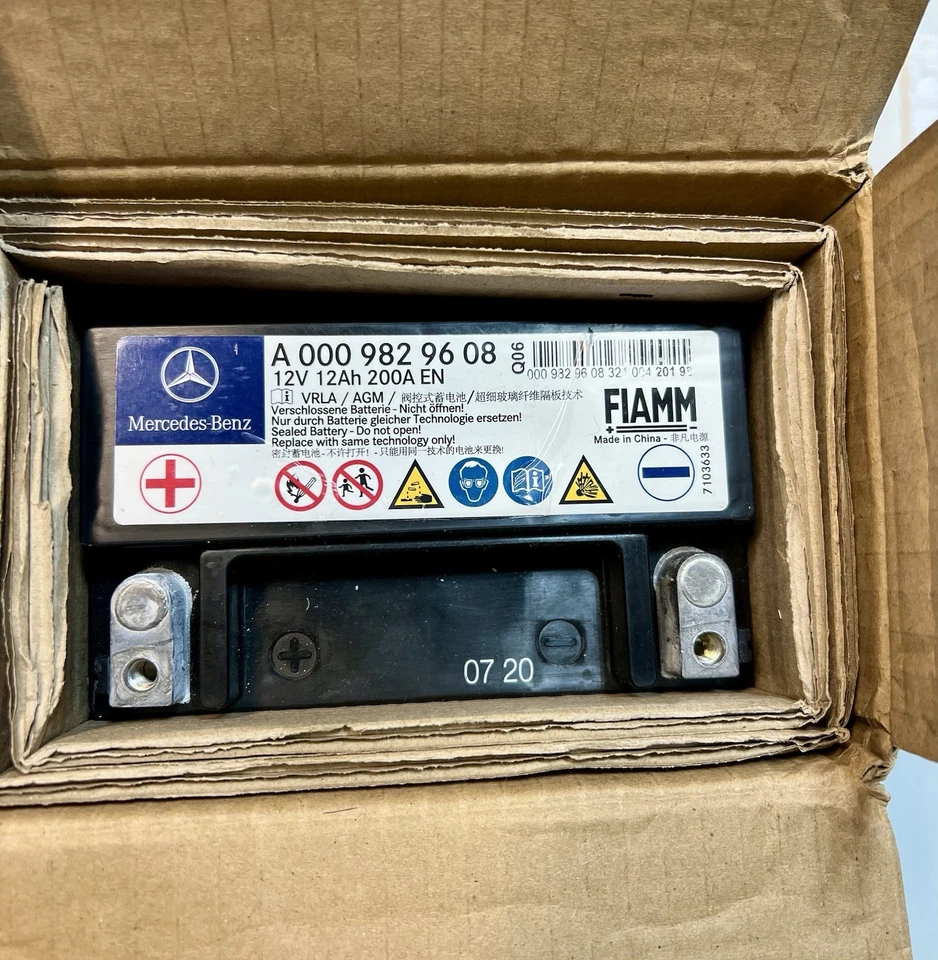 A 000 982 96 08
12V 12Ah 200A EN
Q06
000 982 96 08 321 004 201 95
Mercedes-Benz
VRLA / AGM / 阀控式蓄电池/超细玻璃纤维隔板技术
Verschlossene Batterie - Nicht öffnen!
Nur durch Batterie gleicher Technologie ersetzen!
Sealed Battery - Do not open!
Replace with same technology only!
密封蓄电池 - 不许打开! - 只能用同一技术的电池来更换!
FIAMM
Made in China - 非凡电源
7103633
07 20